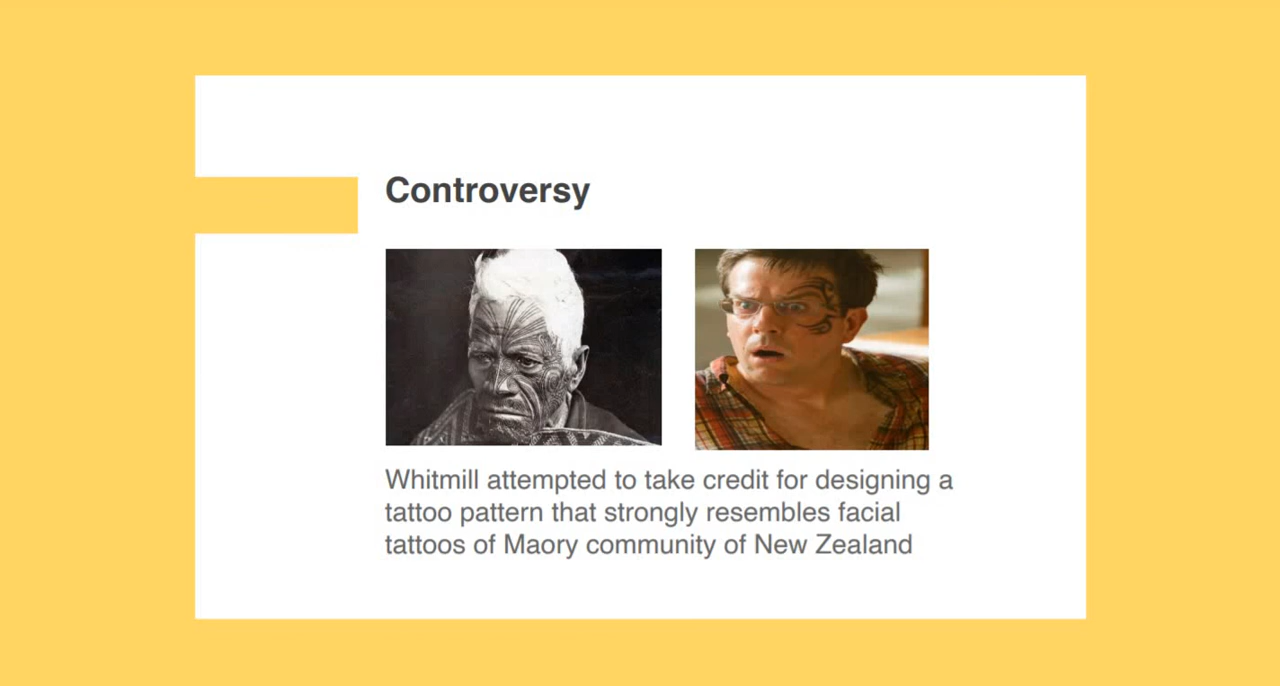 Controversy
Whitmill attempted to take credit for designing a
tattoo pattern that strongly resembles facial
tattoos of Maory community of New Zealand